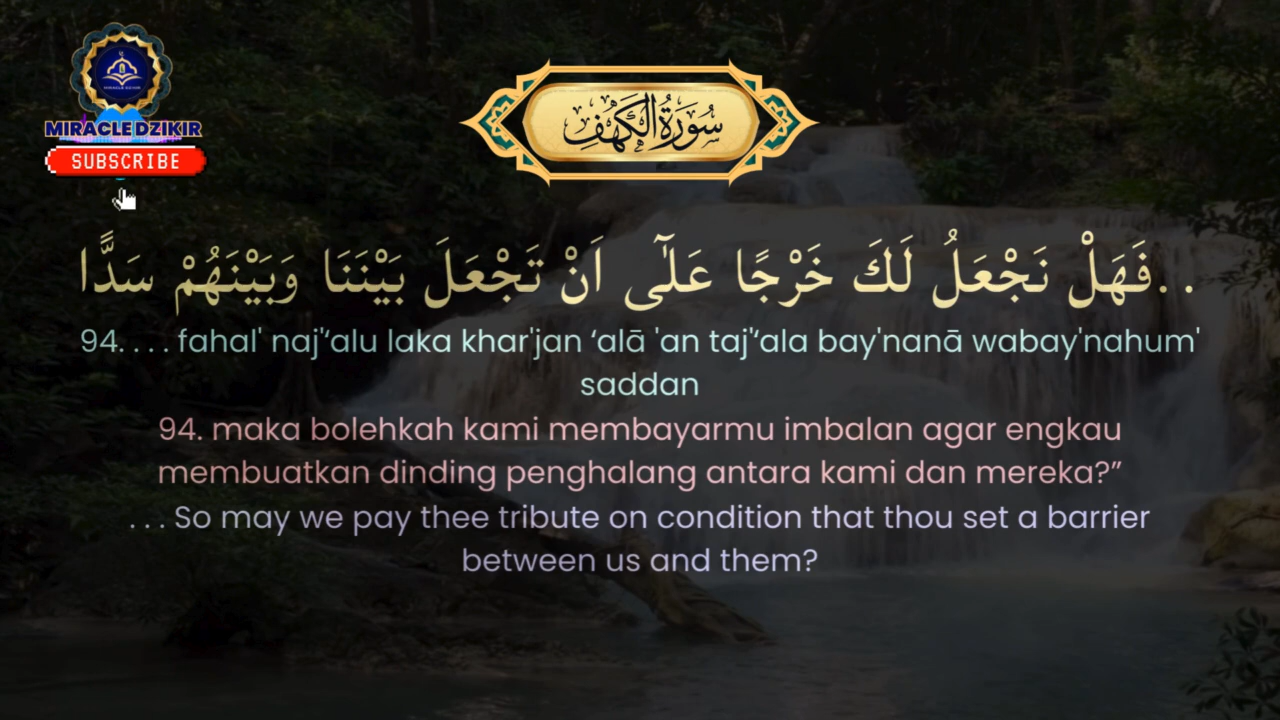 MIRACLE DZIKIR
SUBSCRIBE
سُورَةُ الْكَهْفِ
..فَهَلْ نَجْعَلُ لَكَ خَرْجًا عَلٰٓى اَنْ تَجْعَلَ بَيْنَنَا وَبَيْنَهُمْ سَدًّا
94. . . . fahal' naj'‘alu laka khar'jan ‘alā 'an taj'‘ala bay'nanā wabay'nahum'
saddan
94. maka bolehkah kami membayarmu imbalan agar engkau
membuatkan dinding penghalang antara kami dan mereka?”
. . . So may we pay thee tribute on condition that thou set a barrier
between us and them?